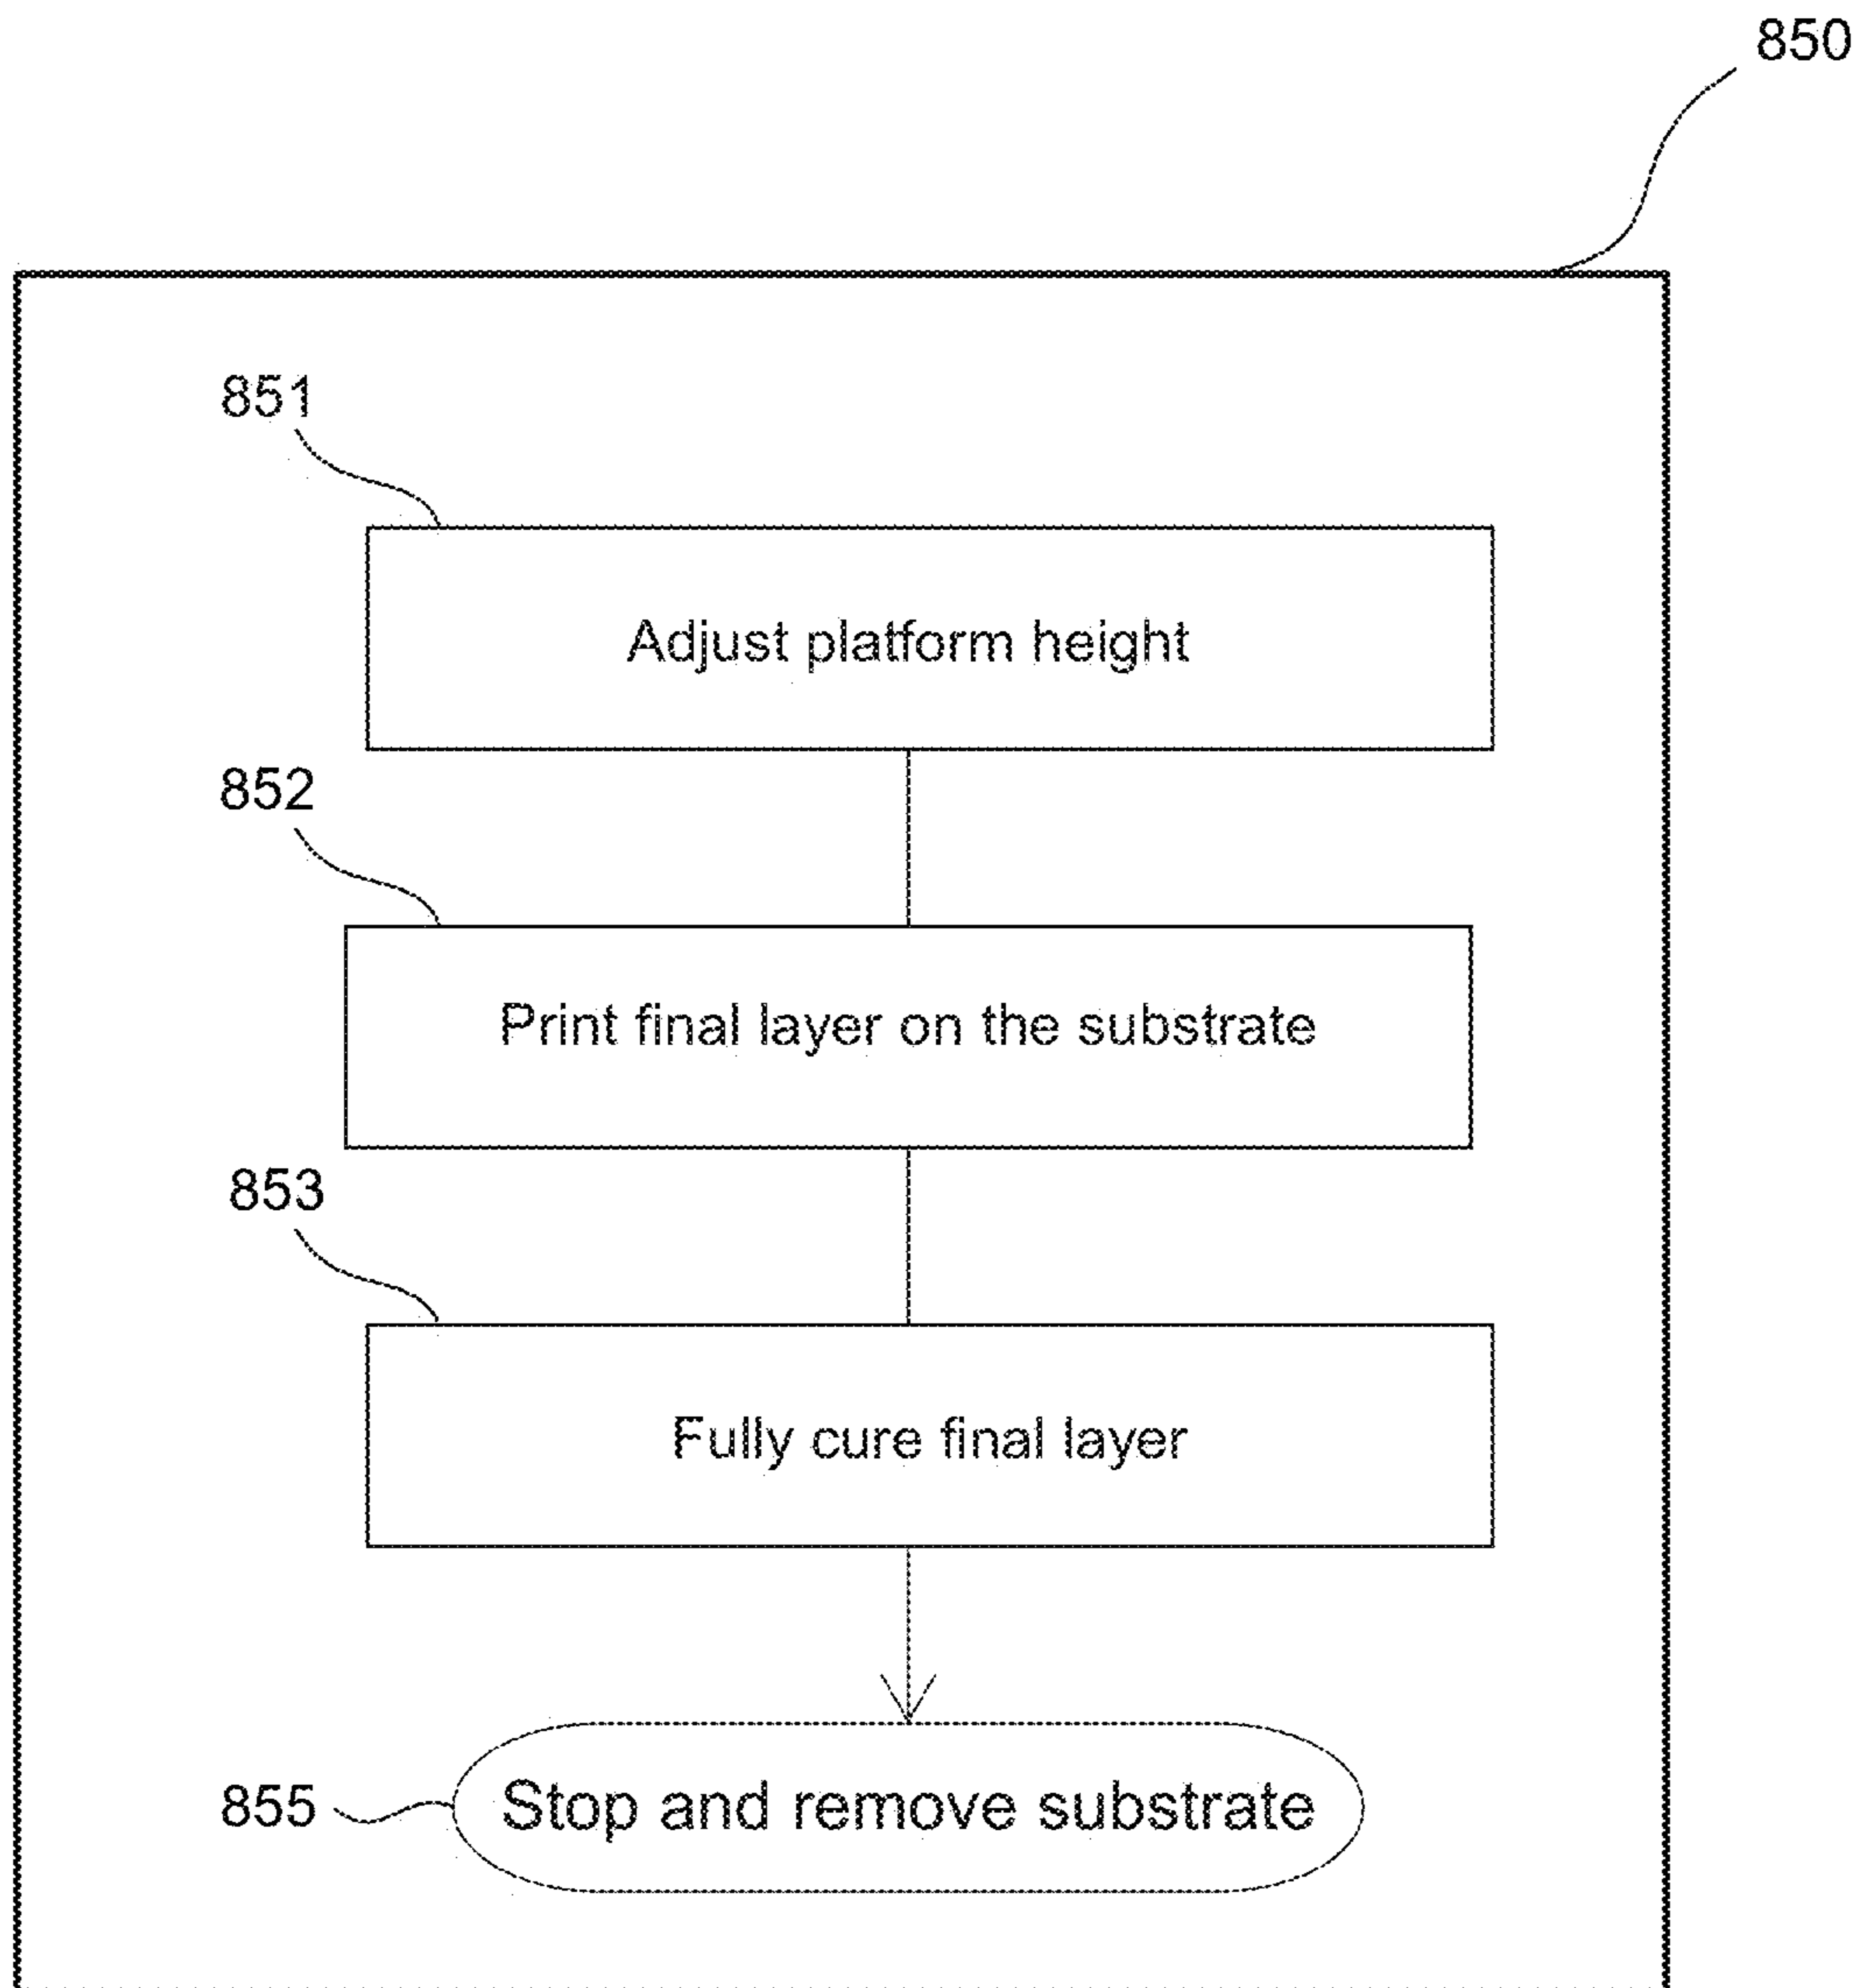 850
851
Adjust platform height
852
Print final layer on the substrate
853
Fully cure final layer
855
Stop and remove substrate